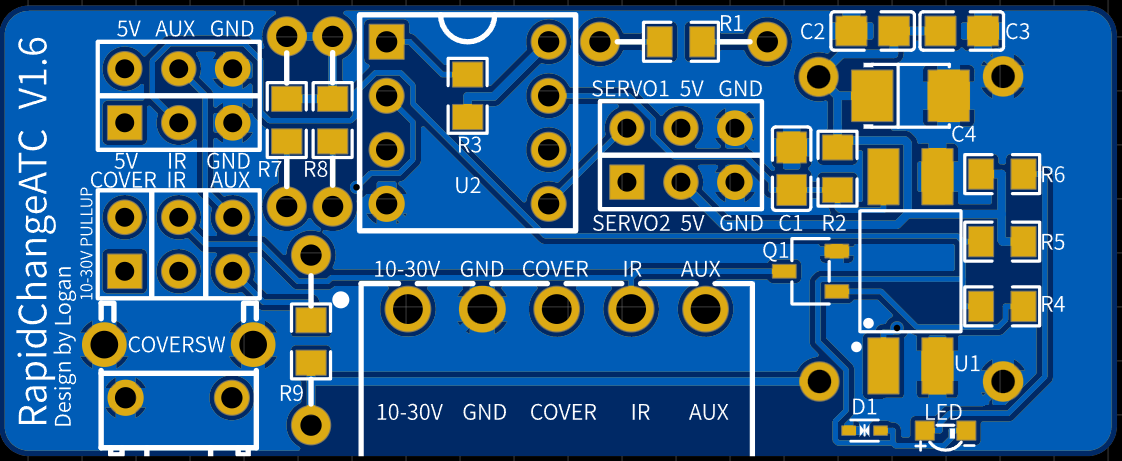 RapidChangeATC V1.6
Design by Logan
10-30V PULLUP
5V AUX GND
5V IR GND
COVER IR AUX
COVERSW
R7
R8
R9
R3
U2
R1
SERVO1 5V GND
SERVO2 5V GND
C1
R2
C2
C3
C4
R6
R5
R4
Q1
U1
D1
LED
+
10-30V GND COVER IR AUX
10-30V GND COVER IR AUX